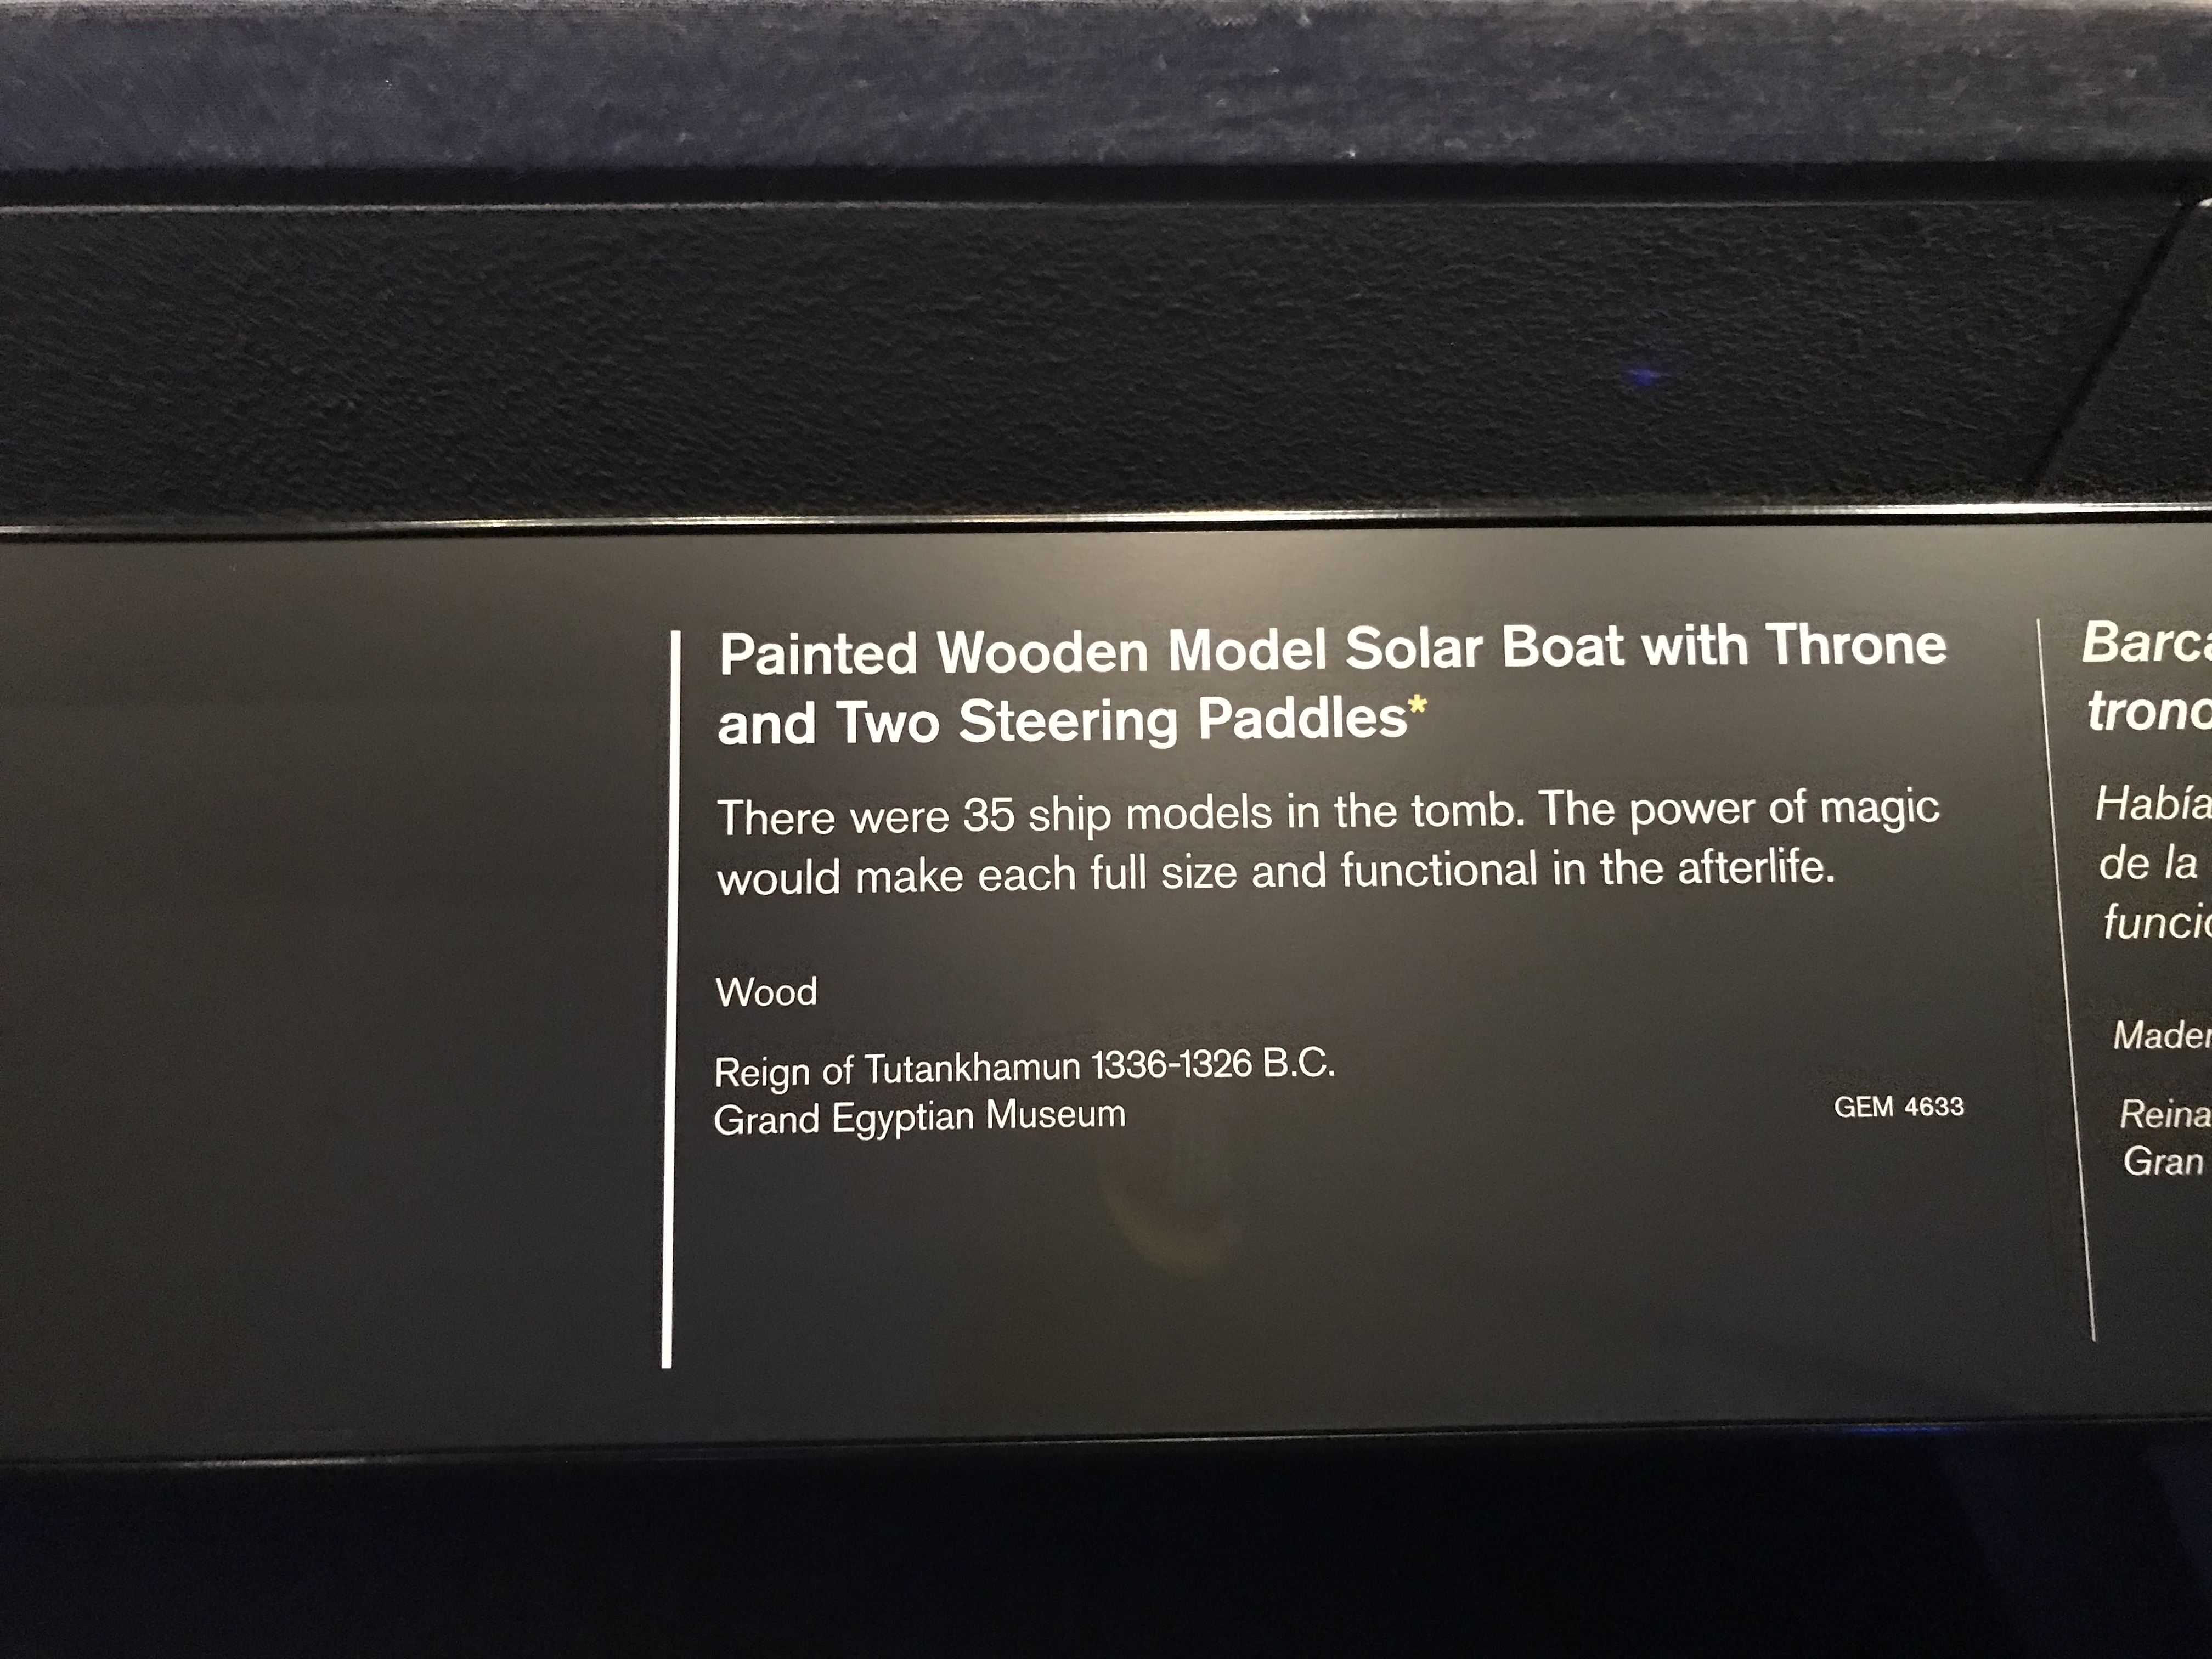 Painted Wooden Model Solar Boat with Throne
and Two Steering Paddles*
There were 35 ship models in the tomb. The power of magic
would make each full size and functional in the afterlife.
Wood
Reign of Tutankhamun 1336-1326 B.C.
Grand Egyptian Museum
GEM 4633
Barca
trono
Había
de la
Reina
Gran